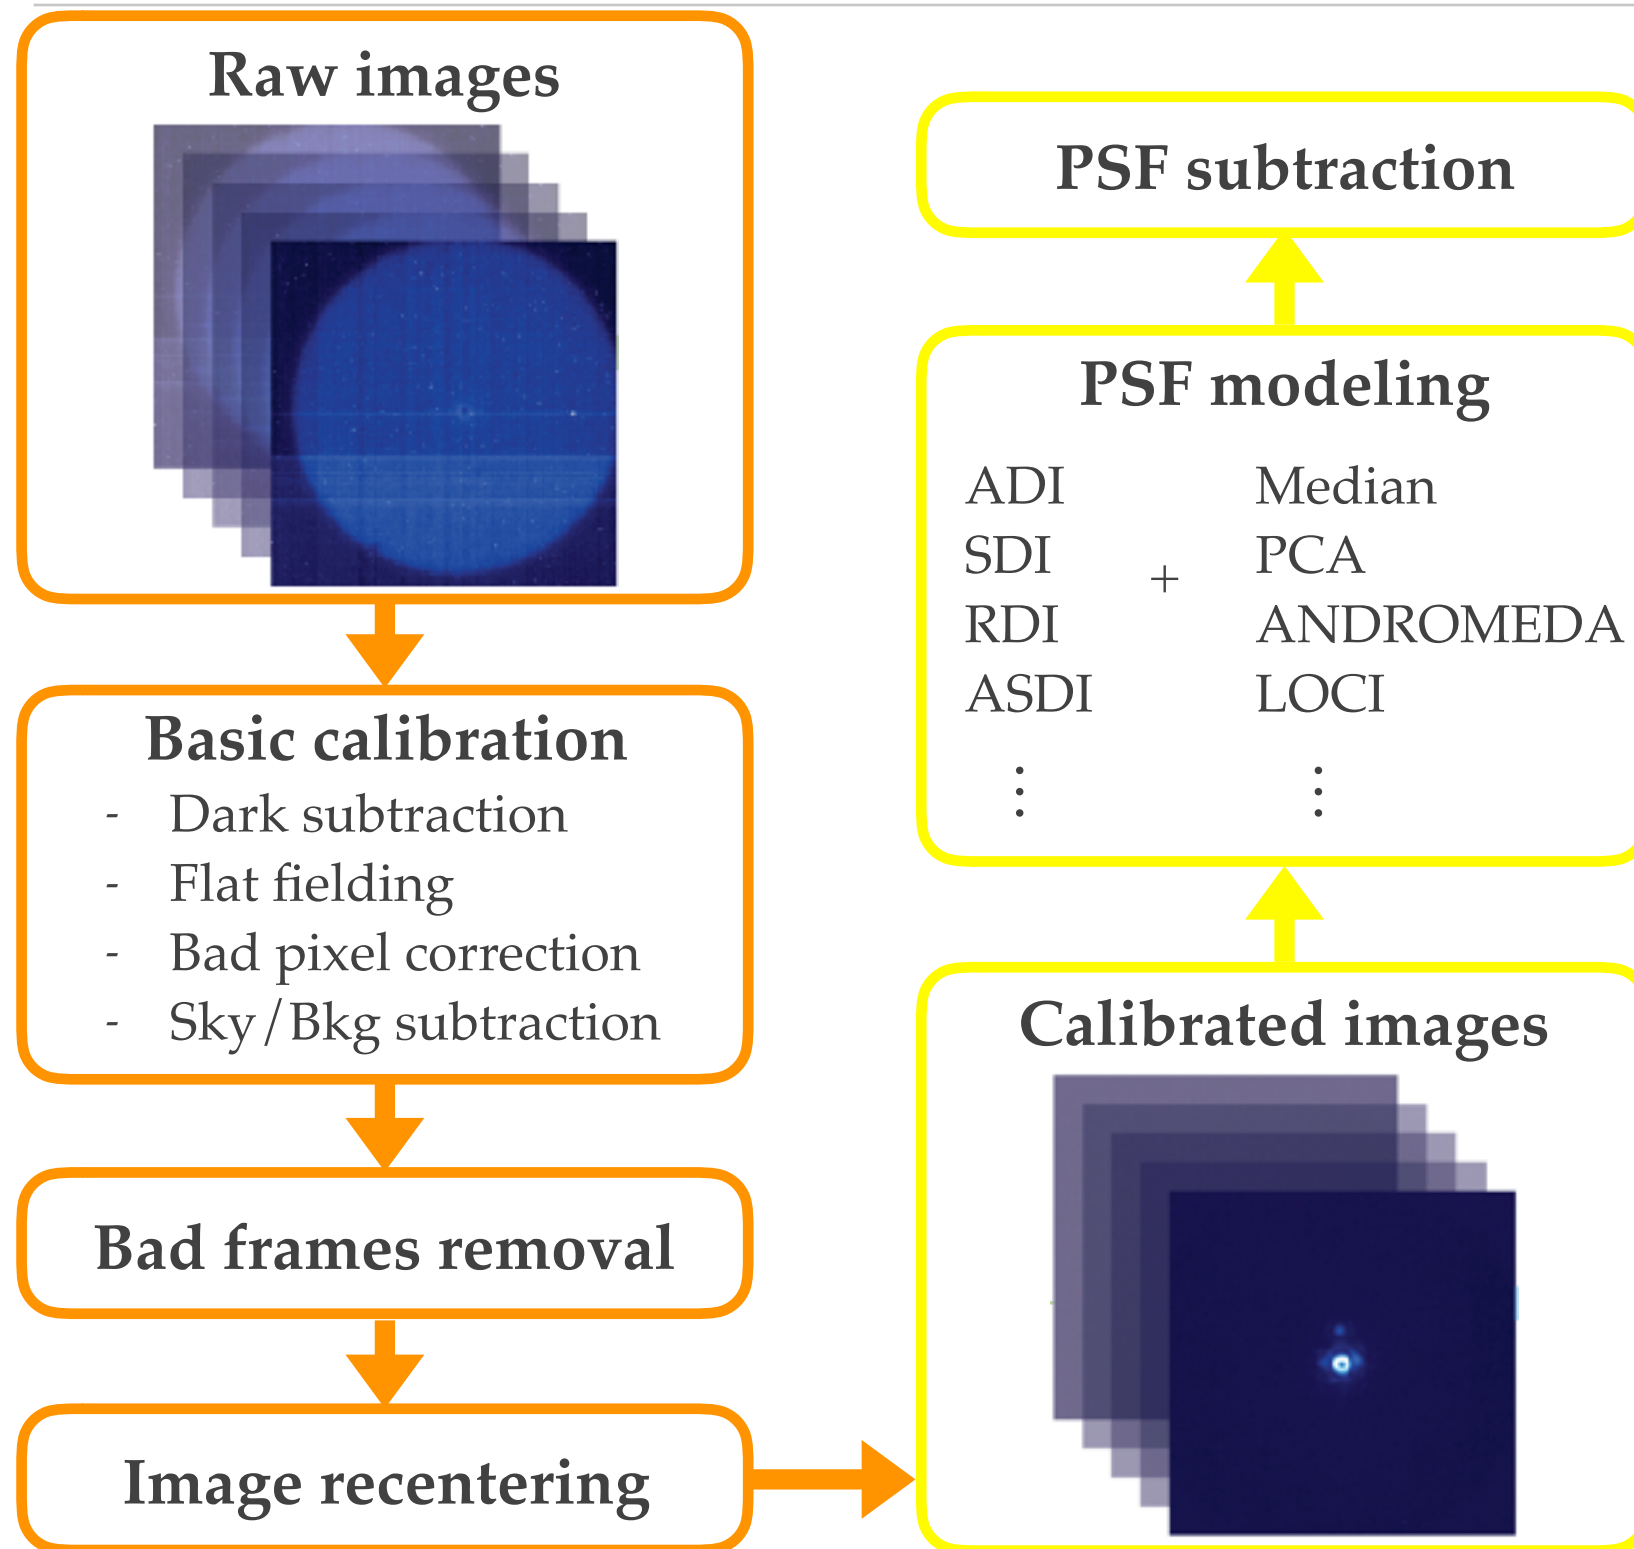 Raw images
Basic calibration
- Dark subtraction
- Flat fielding
- Bad pixel correction
- Sky/Bkg subtraction
Bad frames removal
Image recentering
Calibrated images
PSF modeling
ADI
SDI
RDI
ASDI
⋮
+
Median
PCA
ANDROMEDA
LOCI
⋮
PSF subtraction